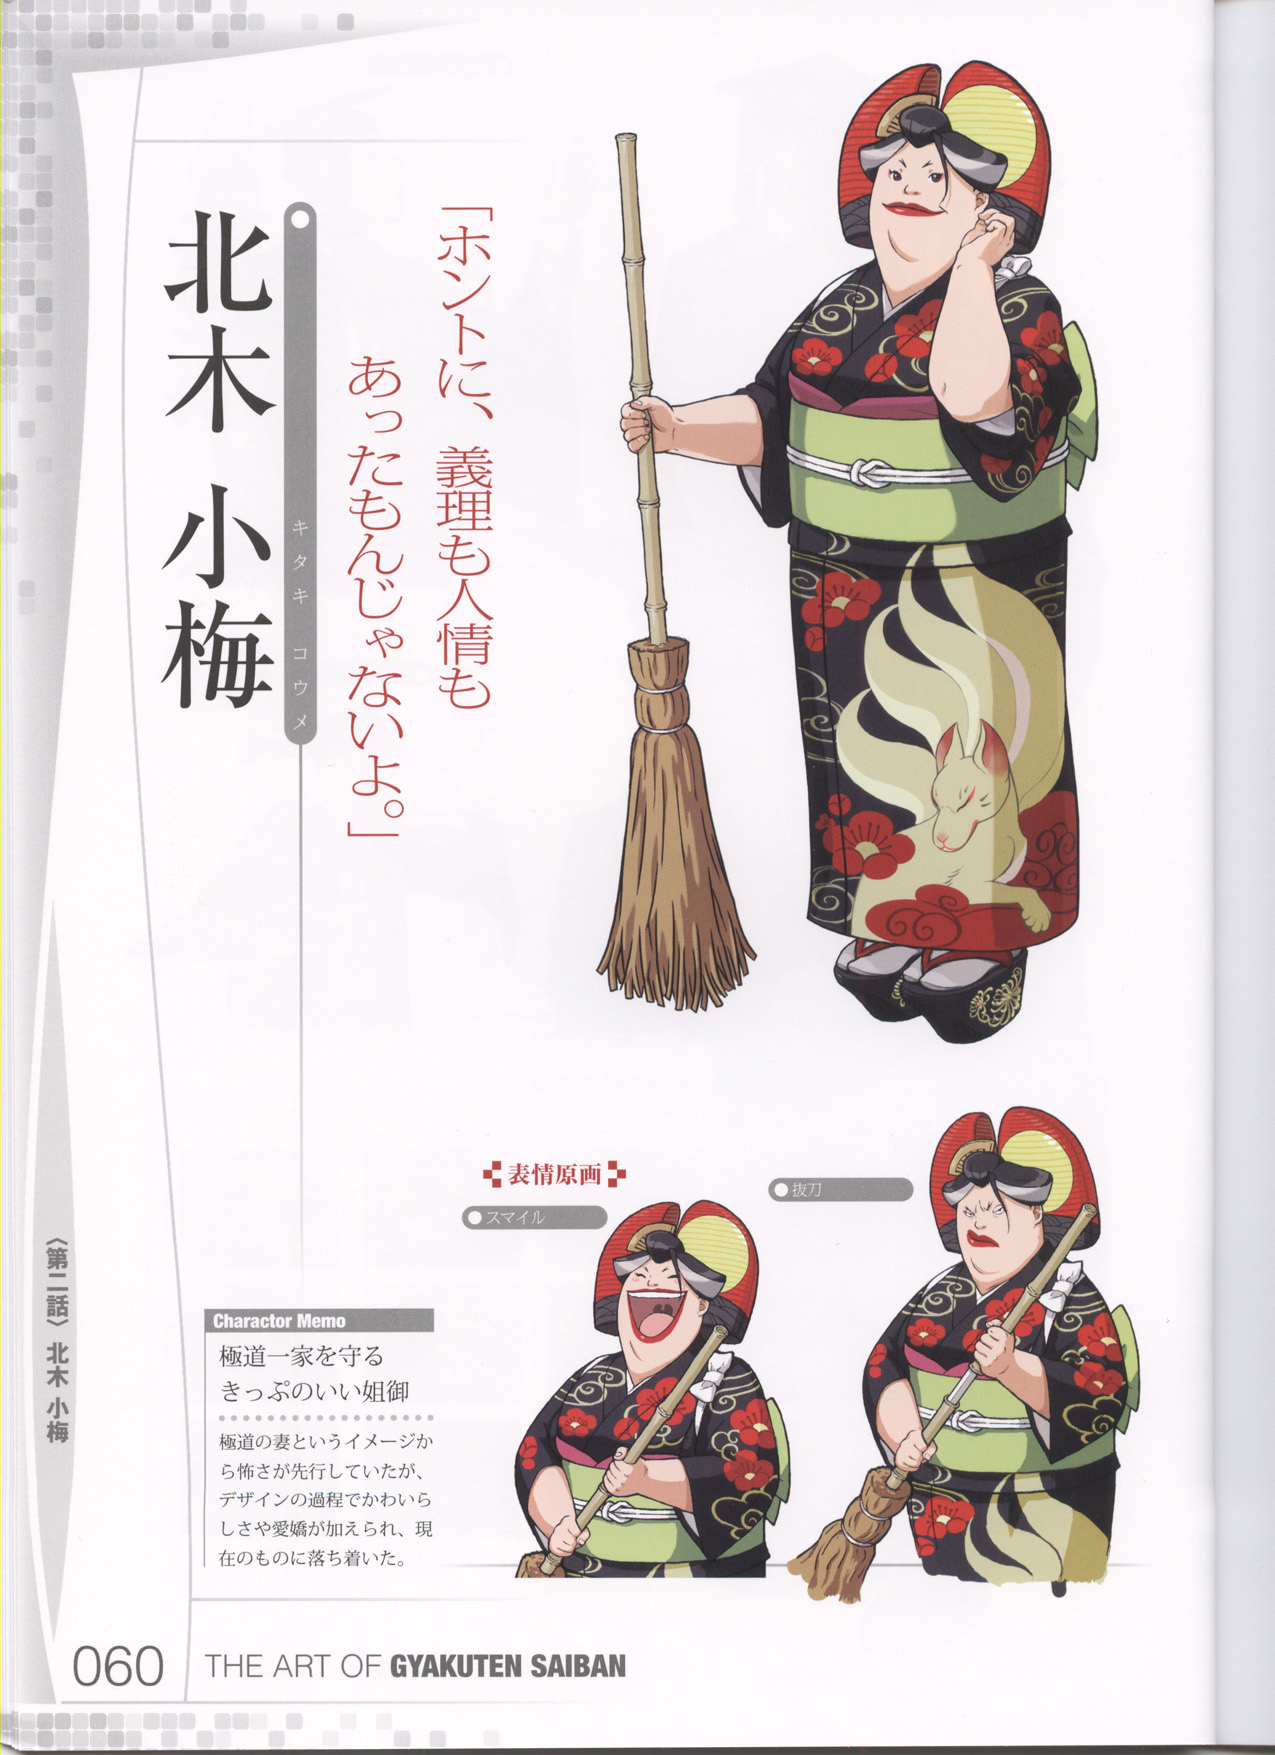 北木 小梅
キタキ コウメ
「ホントに、義理も人情も
あったもんじゃないよ。」
表情原画
スマイル
抜刀
Charactor Memo
極道一家を守る
きっぷのいい姐御
極道の妻というイメージか
ら怖さが先行していたが、
デザインの過程でかわいら
しさや愛嬌が加えられ、現
在のものに落ち着いた。
〈第二話〉 北木 小梅
060
THE ART OF GYAKUTEN SAIBAN